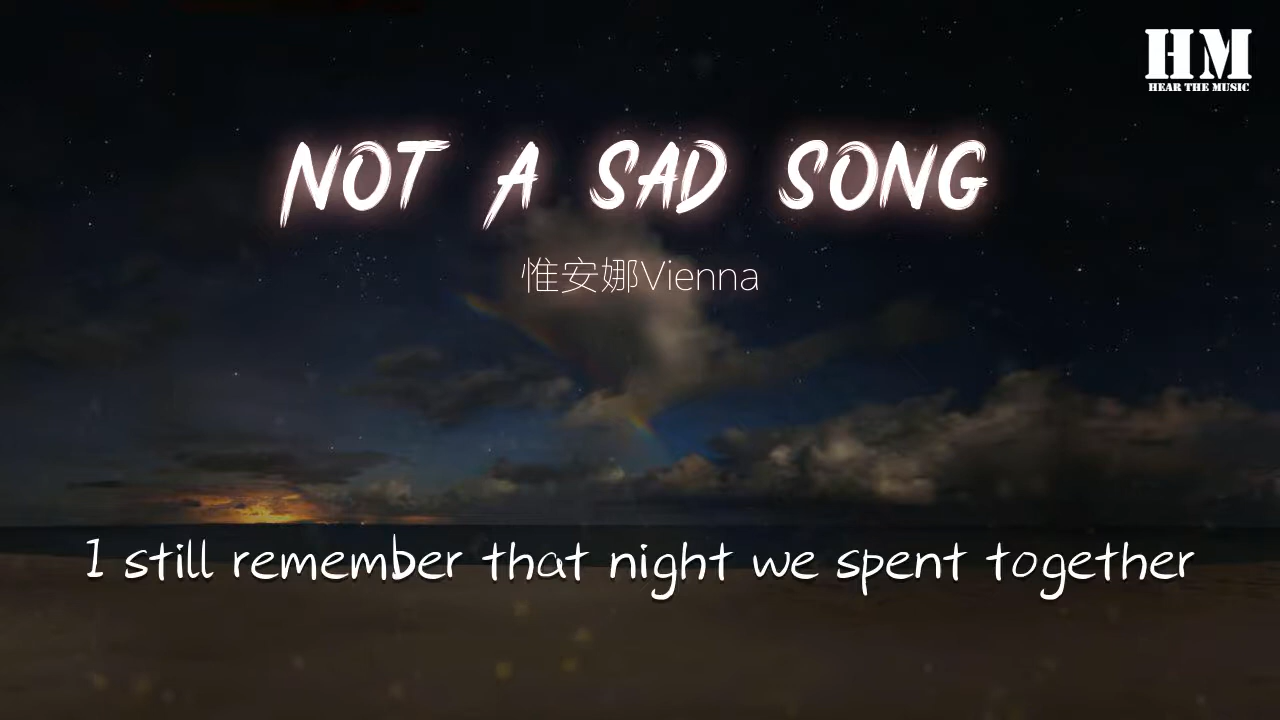 HM
HEAR THE MUSIC
NOT A SAD SONG
惟安娜Vienna
I still remember that night we spent together